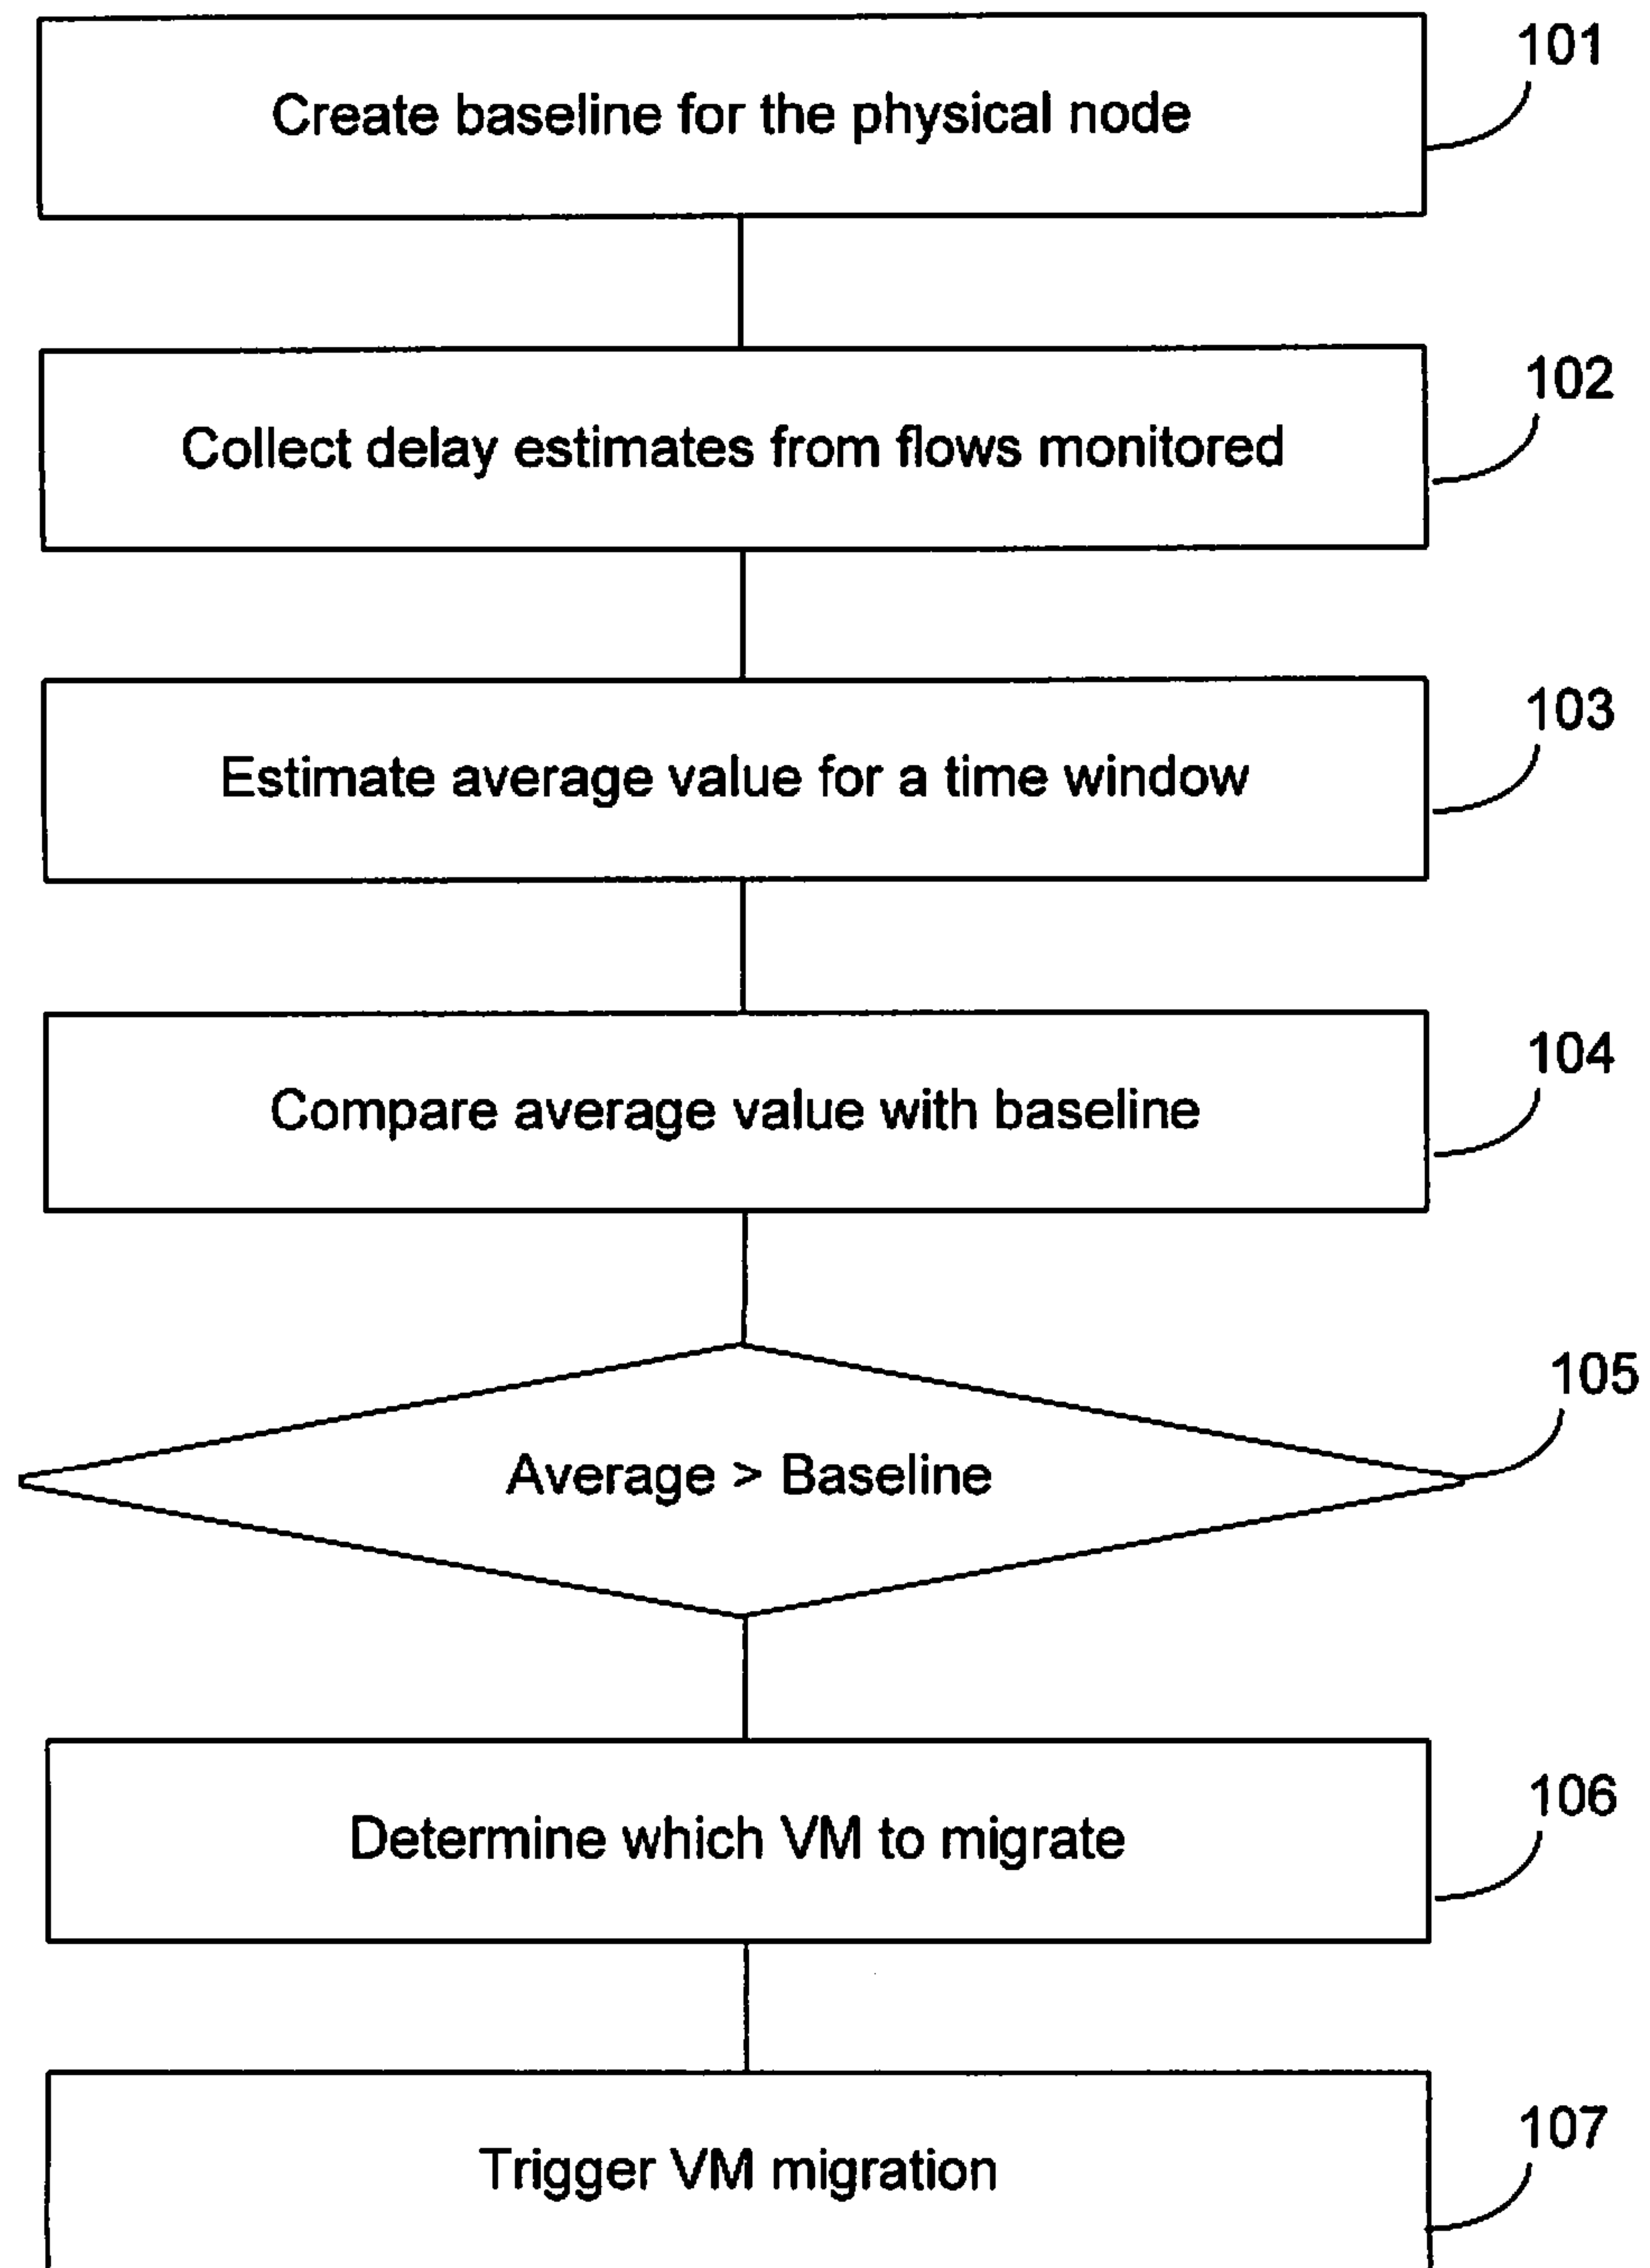 101
Create baseline for the physical node
102
Collect delay estimates from flows monitored
103
Estimate average value for a time window
104
Compare average value with baseline
105
Average > Baseline
106
Determine which VM to migrate
107
Trigger VM migration